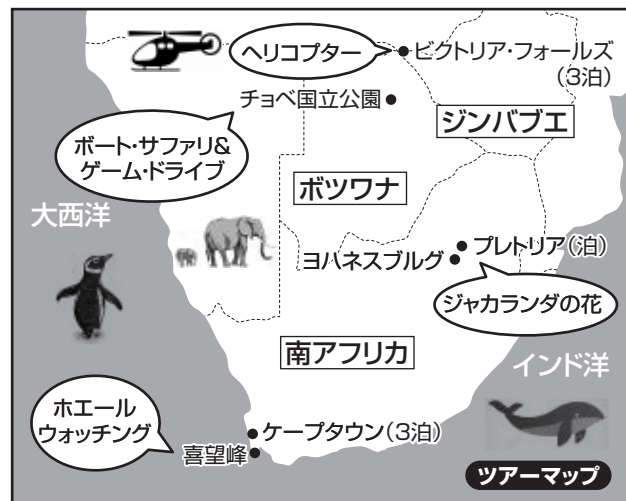 ヘリコプター
ビクトリア・フォールズ
(3泊)
チョベ国立公園
ジンバブエ
ボート・サファリ&
ゲーム・ドライブ
ボツワナ
大西洋
プレトリア(泊)
ヨハネスブルグ
ジャカランダの花
南アフリカ
インド洋
ホエール
ウォッチング
ケープタウン(3泊)
喜望峰
ツアーマップ